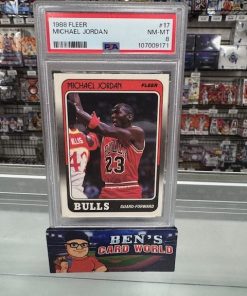 1988 FLEER #17
MICHAEL JORDAN NM-MT
8
PSA 107009171
MICHAEL JORDAN FLEER
BULLS
23
BULLS
GUARD-FORWARD
BEN'S
CARD WORLD